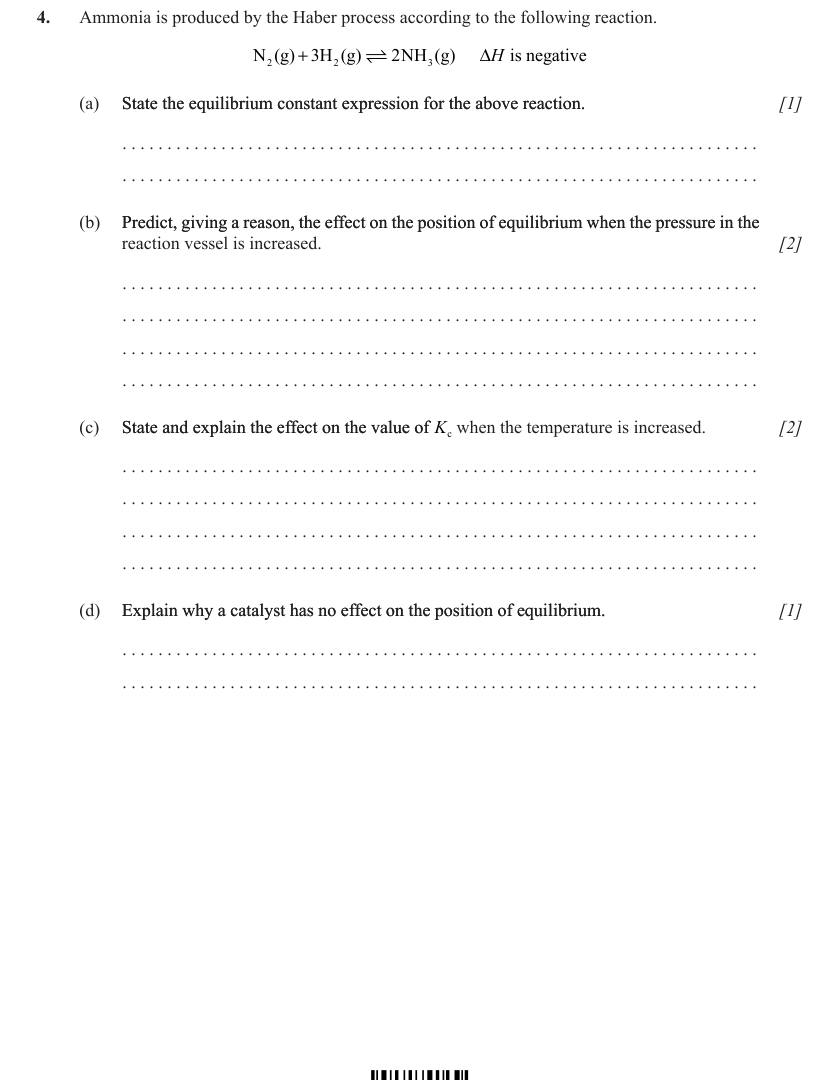 4. Ammonia is produced by the Haber process according to the following reaction.
N₂(g)+3H₂(g)⇌2NH₃(g) ΔH is negative
(a) State the equilibrium constant expression for the above reaction. [1]
(b) Predict, giving a reason, the effect on the position of equilibrium when the pressure in the
reaction vessel is increased. [2]
(c) State and explain the effect on the value of K꜀ when the temperature is increased. [2]
(d) Explain why a catalyst has no effect on the position of equilibrium. [1]